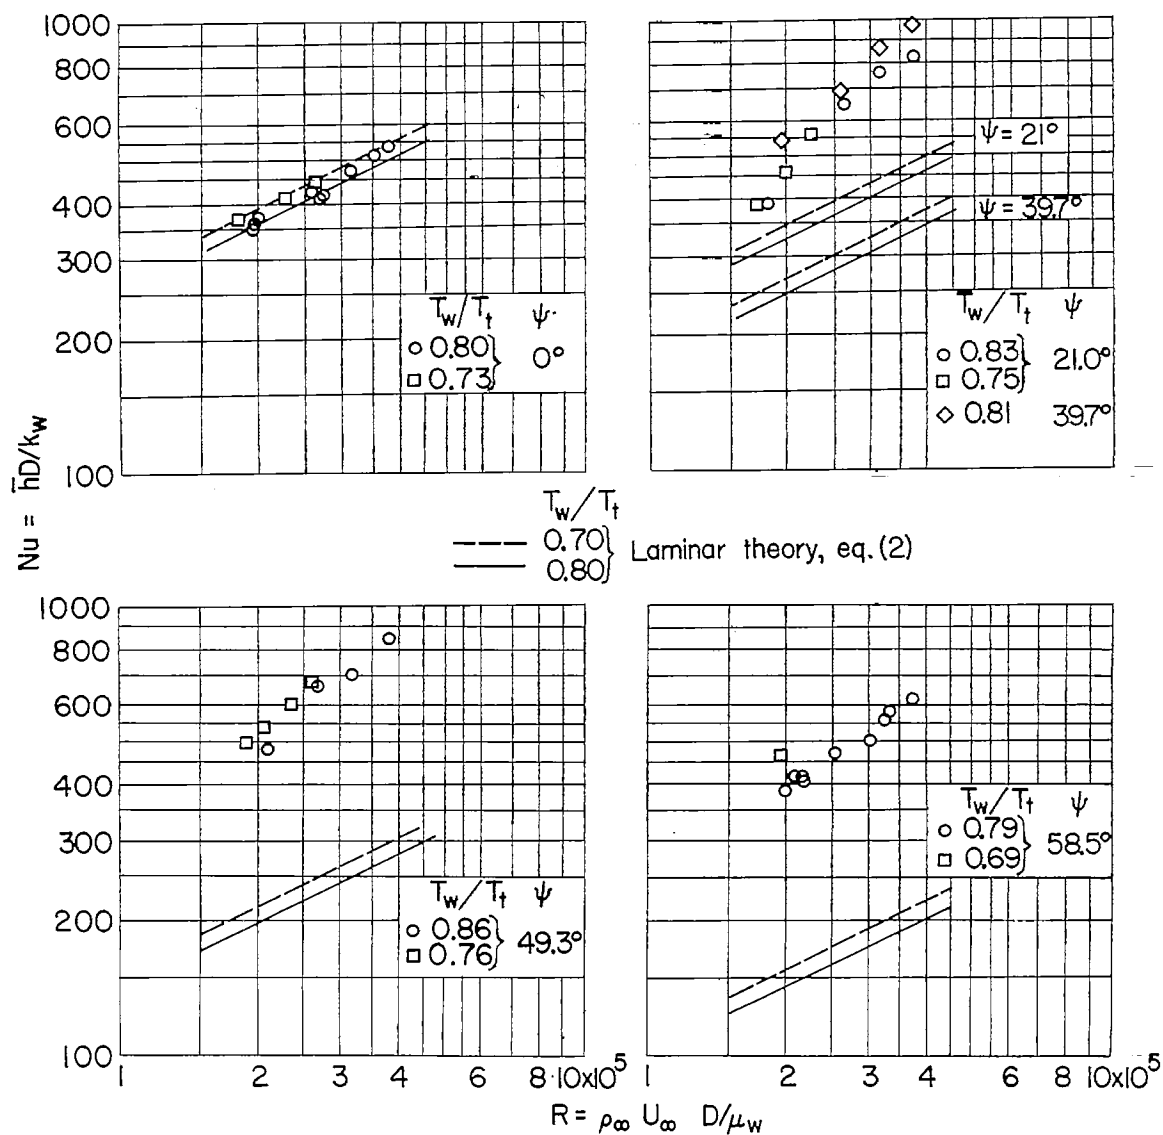 1000
800
600
400
300
200
100
T_w/T_t ψ
○ 0.80
□ 0.73
} 0°
ψ = 21°
ψ = 39.7°
T_w/T_t ψ
○ 0.83
□ 0.75
} 21.0°
◇ 0.81 39.7°
Nu = h̄D/k_w
T_w/T_t
0.70
0.80
} Laminar theory, eq. (2)
1000
800
600
400
300
200
100
T_w/T_t ψ
○ 0.86
□ 0.76
} 49.3°
T_w/T_t ψ
○ 0.79
□ 0.69
} 58.5°
1 2 3 4 6 8 10x10⁵
1 2 3 4 6 8 10x10⁵
R = ρ∞ U∞ D/μ_w